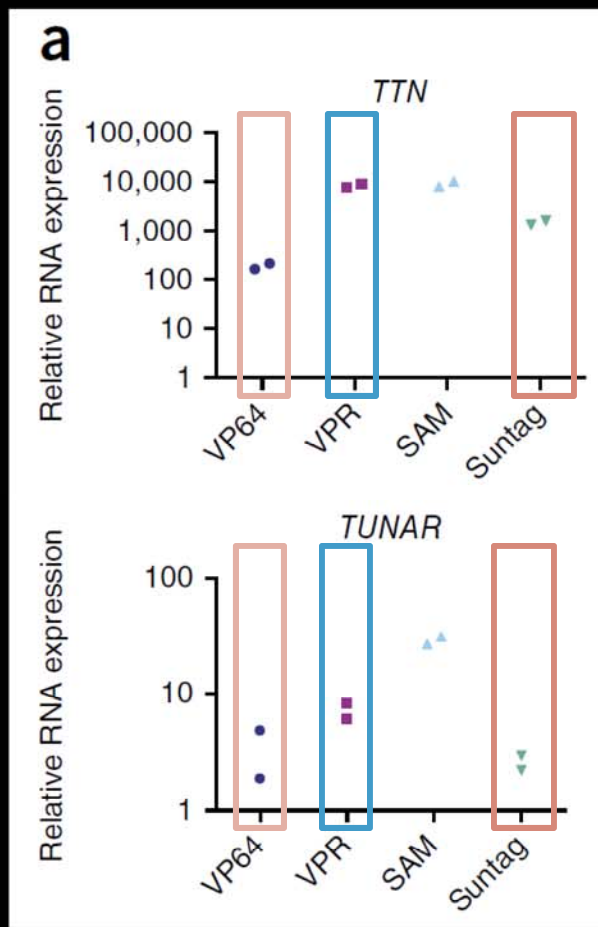 a
TTN
Relative RNA expression
100,000
10,000
1,000
100
10
1
VP64
VPR
SAM
Suntag
TUNAR
Relative RNA expression
100
10
1
VP64
VPR
SAM
Suntag